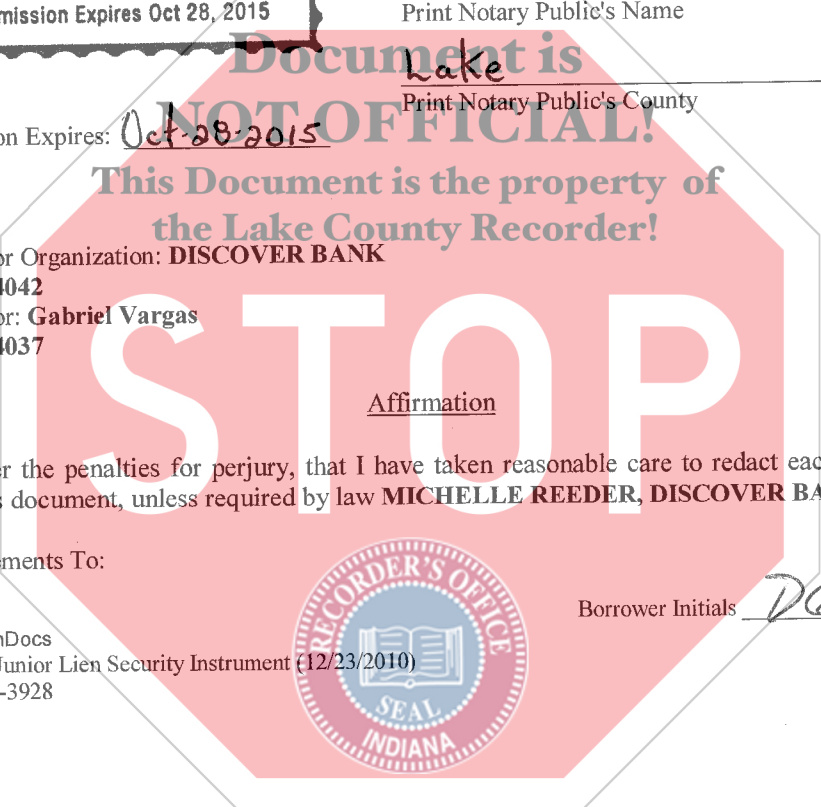 mission Expires Oct 28, 2015
Print Notary Public's Name
Document is
Lake
Print Notary Public's County
NOT OFFICIAL!
on Expires: Oct-28-2015
This Document is the property of
the Lake County Recorder!
or Organization: DISCOVER BANK
4042
or: Gabriel Vargas
4037
STOP
Affirmation
er the penalties for perjury, that I have taken reasonable care to redact eac
s document, unless required by law MICHELLE REEDER, DISCOVER BA
ements To:
RECORDER'S OFFICE
Borrower Initials
nDocs
Junior Lien Security Instrument (12/23/2010)
-3928
SEAL
INDIANA